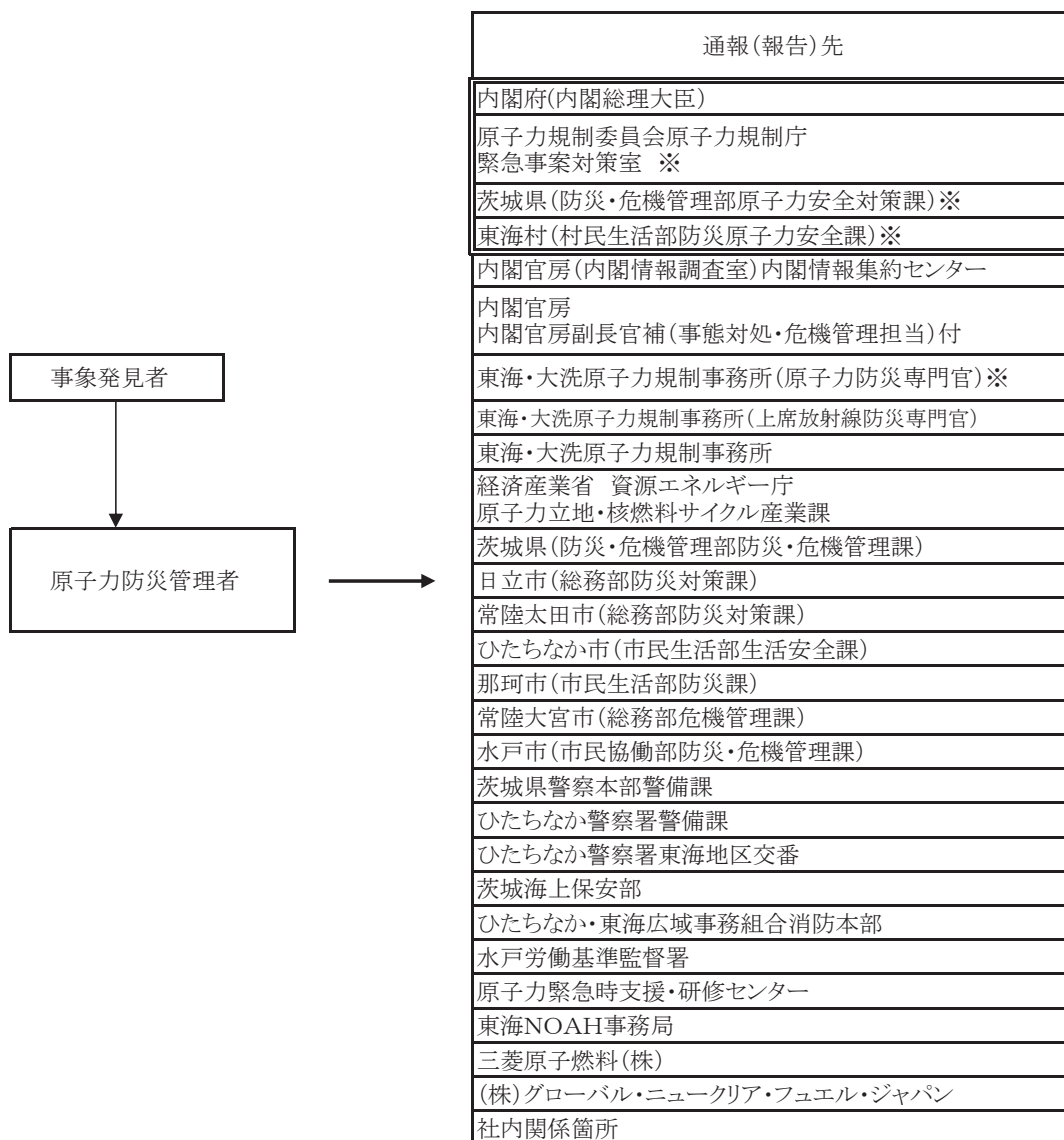 通報(報告)先
内閣府(内閣総理大臣)
原子力規制委員会原子力規制庁
緊急事案対策室 ※
茨城県(防災・危機管理部原子力安全対策課)※
東海村(村民生活部防災原子力安全課)※
内閣官房(内閣情報調査室)内閣情報集約センター
内閣官房
内閣官房副長官補(事態対処・危機管理担当)付
事象発見者
東海・大洗原子力規制事務所(原子力防災専門官)※
東海・大洗原子力規制事務所(上席放射線防災専門官)
東海・大洗原子力規制事務所
経済産業省 資源エネルギー庁
原子力立地・核燃料サイクル産業課
茨城県(防災・危機管理部防災・危機管理課)
原子力防災管理者
日立市(総務部防災対策課)
常陸太田市(総務部防災対策課)
ひたちなか市(市民生活部生活安全課)
那珂市(市民生活部防災課)
常陸大宮市(総務部危機管理課)
水戸市(市民協働部防災・危機管理課)
茨城県警察本部警備課
ひたちなか警察署警備課
ひたちなか警察署東海地区交番
茨城海上保安部
ひたちなか・東海広域事務組合消防本部
水戸労働基準監督署
原子力緊急時支援・研修センター
東海NOAH事務局
三菱原子燃料(株)
(株)グローバル・ニュークリア・フュエル・ジャパン
社内関係箇所